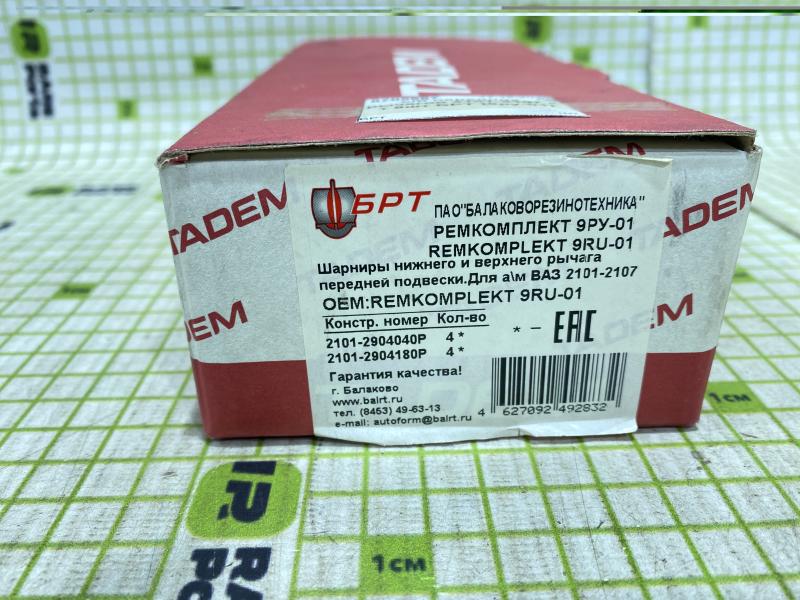 TADEM
TADEM
TADEM
БРТ
ПАО"БАЛАКОВОРЕЗИНОТЕХНИКА"
РЕМКОМПЛЕКТ 9РУ-01
REMKOMPLEKT 9RU-01
Шарниры нижнего и верхнего рычага
передней подвески.Для а\м ВАЗ 2101-2107
OEM:REMKOMPLEKT 9RU-01
Констр. номер Кол-во
2101-2904040Р 4 *
2101-2904180Р 4 *
* - EAC
Гарантия качества!
г. Балаково
www.balrt.ru
тел. (8453) 49-63-13
e-mail: autoform@balrt.ru
4 627092 492832
1см
1см